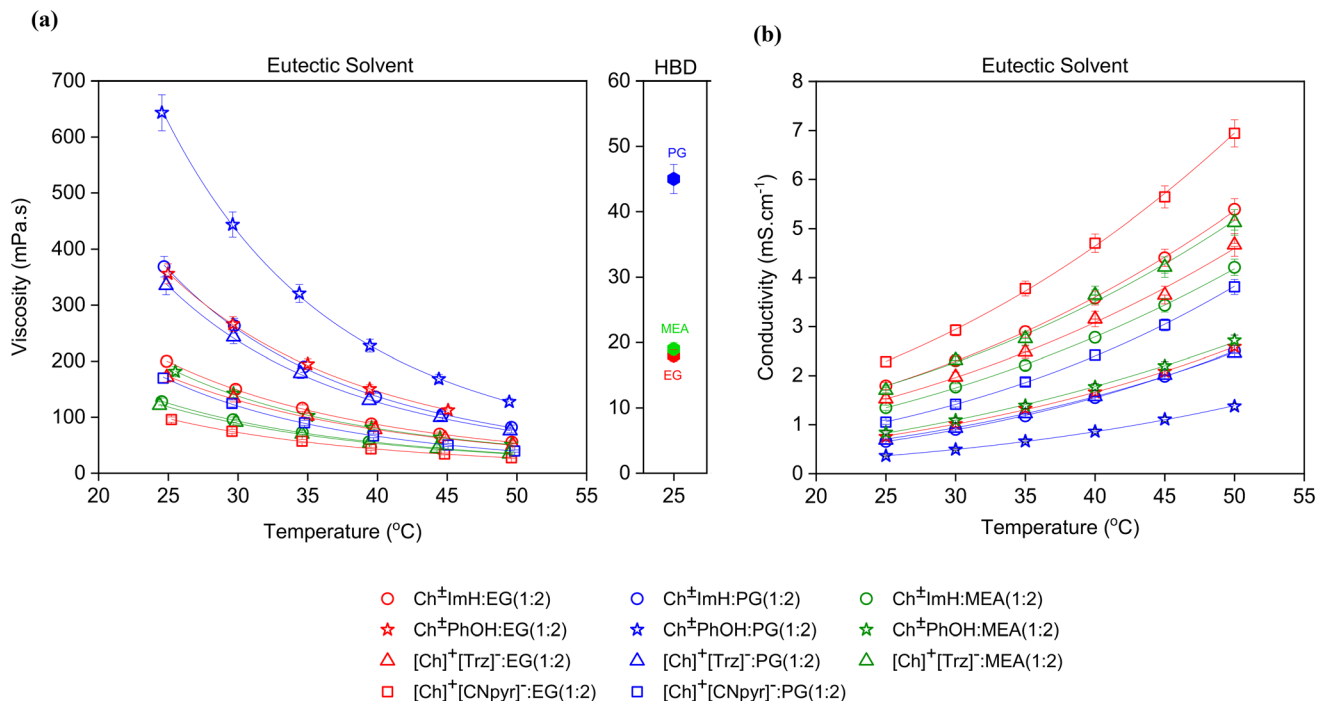 (a)
(b)
Eutectic Solvent
HBD
Eutectic Solvent
700
600
500
400
300
200
100
0
Viscosity (mPa.s)
20 25 30 35 40 45 50 55
Temperature (°C)
60
50
40
30
20
10
0
PG
MEA
EG
25
8
7
6
5
4
3
2
1
0
Conductivity (mS.cm⁻¹)
20 25 30 35 40 45 50 55
Temperature (°C)
Ch±ImH:EG(1:2) Ch±ImH:PG(1:2) Ch±ImH:MEA(1:2)
Ch±PhOH:EG(1:2) Ch±PhOH:PG(1:2) Ch±PhOH:MEA(1:2)
[Ch]⁺[Trz]⁻:EG(1:2) [Ch]⁺[Trz]⁻:PG(1:2) [Ch]⁺[Trz]⁻:MEA(1:2)
[Ch]⁺[CNpyr]⁻:EG(1:2) [Ch]⁺[CNpyr]⁻:PG(1:2)